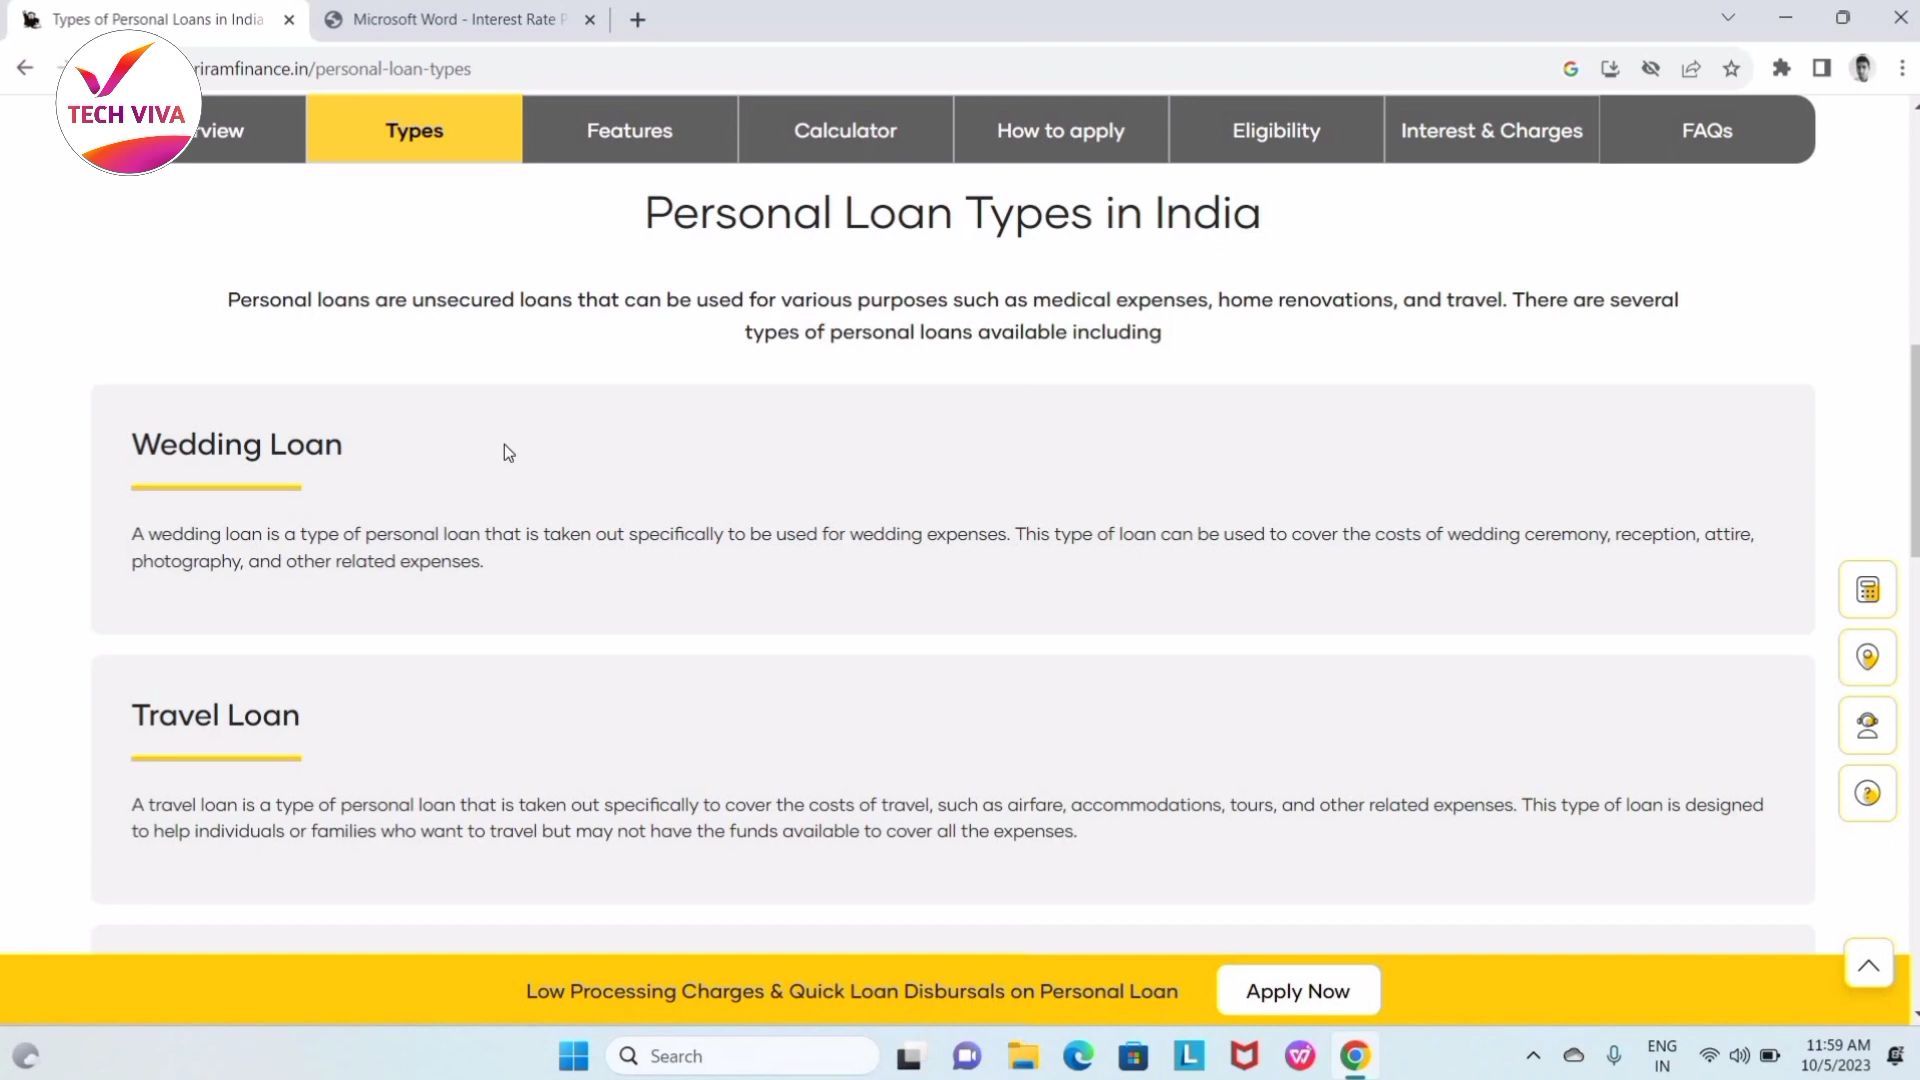 Types of Personal Loans in India
Microsoft Word - Interest Rate P
riramfinance.in/personal-loan-types
TECH VIVA
rview
Types
Features
Calculator
How to apply
Eligibility
Interest & Charges
FAQs
Personal Loan Types in India
Personal loans are unsecured loans that can be used for various purposes such as medical expenses, home renovations, and travel. There are several
types of personal loans available including
Wedding Loan
A wedding loan is a type of personal loan that is taken out specifically to be used for wedding expenses. This type of loan can be used to cover the costs of wedding ceremony, reception, attire,
photography, and other related expenses.
Travel Loan
A travel loan is a type of personal loan that is taken out specifically to cover the costs of travel, such as airfare, accommodations, tours, and other related expenses. This type of loan is designed
to help individuals or families who want to travel but may not have the funds available to cover all the expenses.
Low Processing Charges & Quick Loan Disbursals on Personal Loan
Apply Now
Search
ENG
IN
11:59 AM
10/5/2023